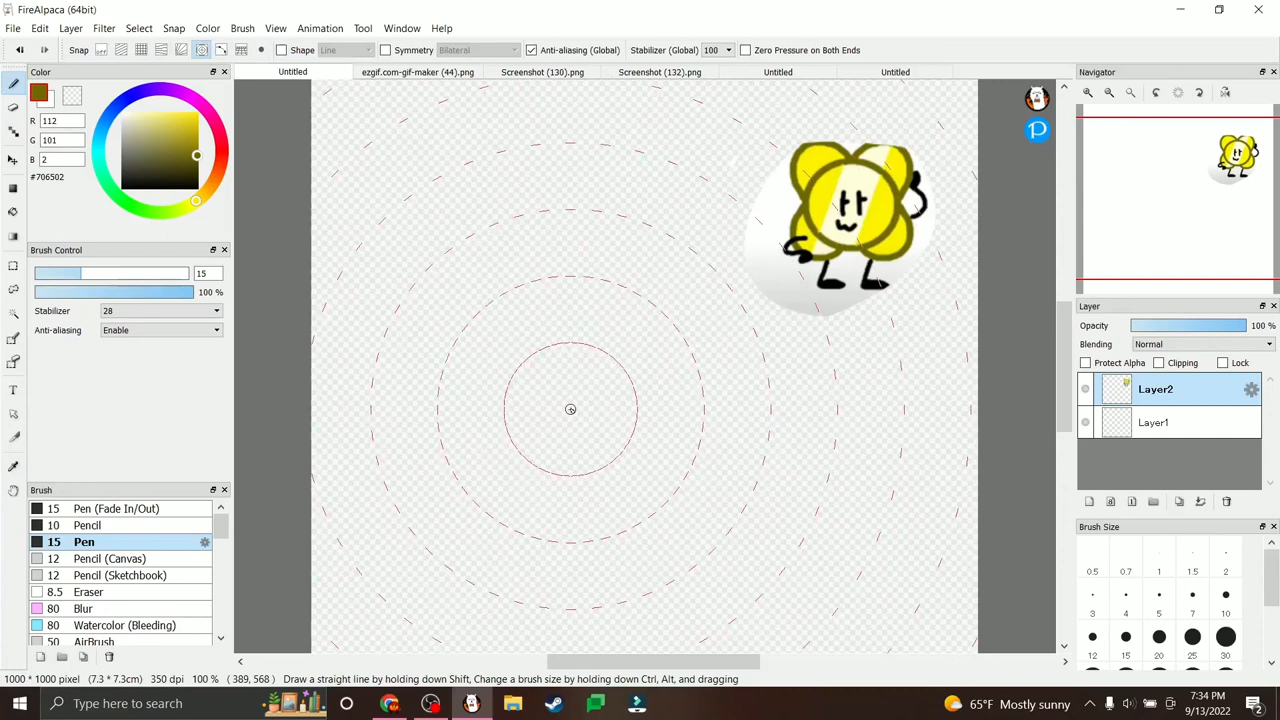 FireAlpaca (64bit)
File Edit Layer Filter Select Snap Color Brush View Animation Tool Window Help
Snap Shape Line Symmetry Bilateral Anti-aliasing (Global) Stabilizer (Global) 100 Zero Pressure on Both Ends
Color
Untitled ezgif.com-gif-maker (44).png Screenshot (130).png Screenshot (132).png Untitled Untitled
Navigator
R 112
G 101
B 2
#706502
Brush Control
15
100 %
Stabilizer 28
Anti-aliasing Enable
Layer
Opacity 100 %
Blending Normal
Protect Alpha Clipping Lock
Layer2
Layer1
Brush
15 Pen (Fade In/Out)
10 Pencil
15 Pen
12 Pencil (Canvas)
12 Pencil (Sketchbook)
8.5 Eraser
80 Blur
80 Watercolor (Bleeding)
50 AirBrush
Brush Size
0.5 0.7 1 1.5 2
3 4 5 7 10
12 15 20 25 30
1000 * 1000 pixel (7.3 * 7.3cm) 350 dpi 100 % ( 389, 568 ) Draw a straight line by holding down Shift, Change a brush size by holding down Ctrl, Alt, and dragging
Type here to search
65°F Mostly sunny
7:34 PM
9/13/2022
2